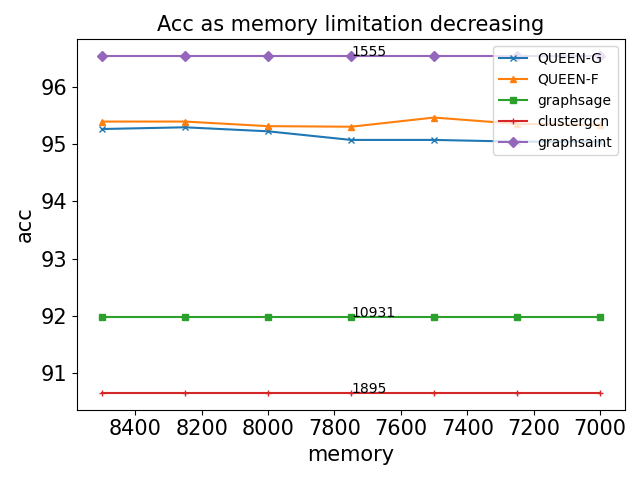 Acc as memory limitation decreasing
1555
QUEEN-G
QUEEN-F
graphsage
clustergcn
graphsaint
96
95
94
93
92
91
acc
10931
1895
8400 8200 8000 7800 7600 7400 7200 7000
memory